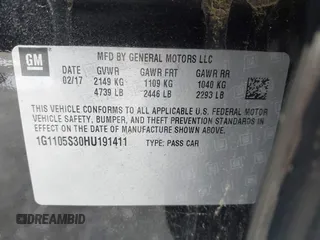 GM
MFD BY GENERAL MOTORS LLC
DATE GVWR GAWR FRT GAWR RR
02/17 2149 KG 1109 KG 1040 KG
4739 LB 2446 LB 2293 LB
THIS VEHICLE CONFORMS TO ALL APPLICABLE U.S. FEDERAL MOTOR
VEHICLE SAFETY, BUMPER, AND THEFT PREVENTION STANDARDS IN EFFECT
ON THE DATE OF MANUFACTURE SHOWN ABOVE.
1G1105S30HU191411 TYPE: PASS CAR
DREAMBID